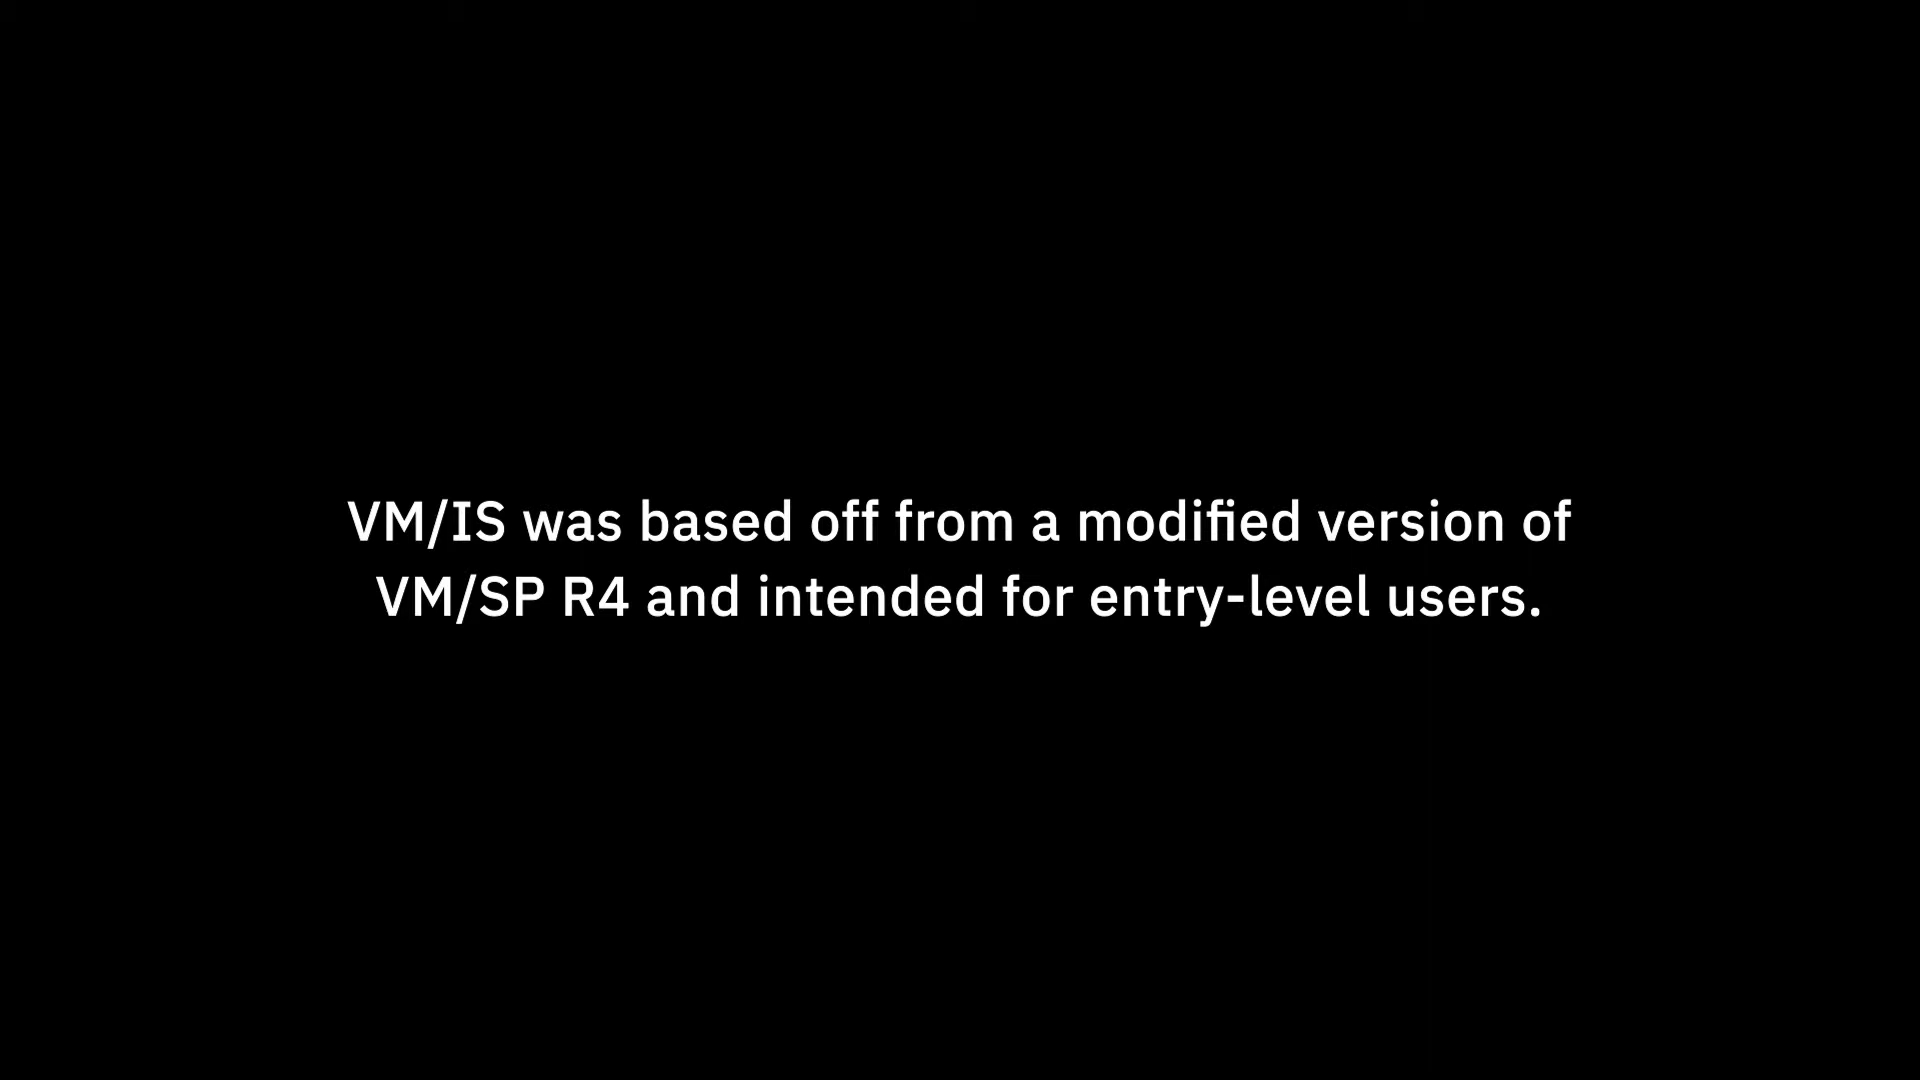 VM/IS was based off from a modified version of
VM/SP R4 and intended for entry-level users.